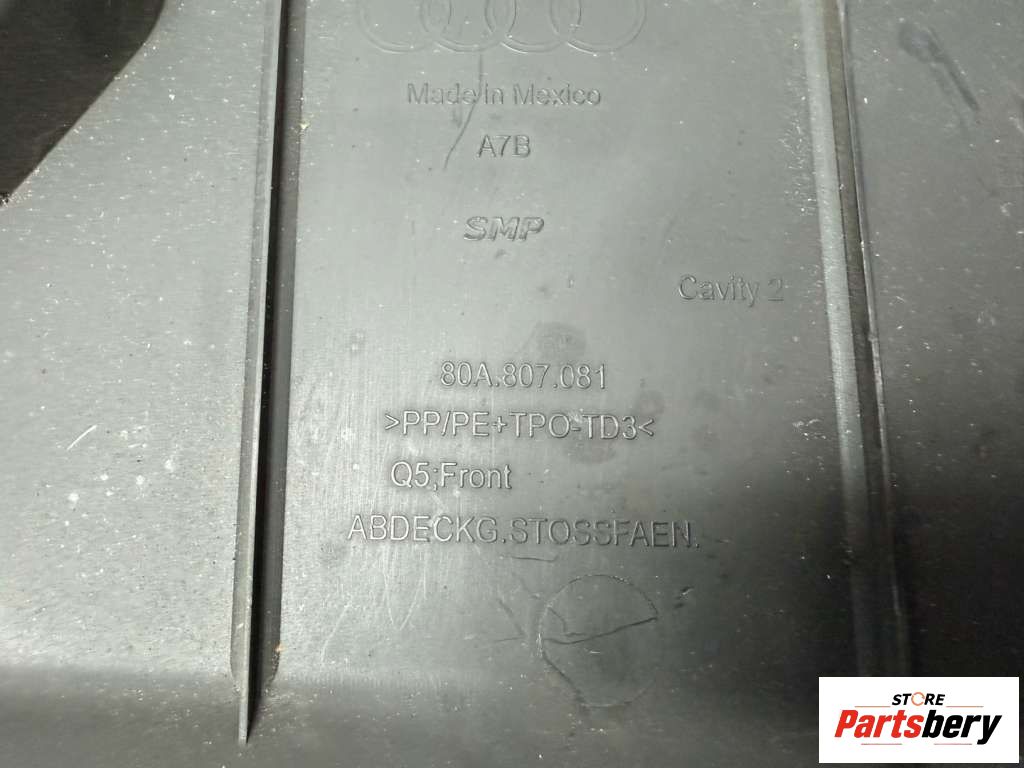 Made in Mexico
A7B
SMP
Cavity 2
80A.807.081
>PP/PE+TPO-TD3<
Q5;Front
ABDECKG.STOSSFAEN.
STORE
Partsbery